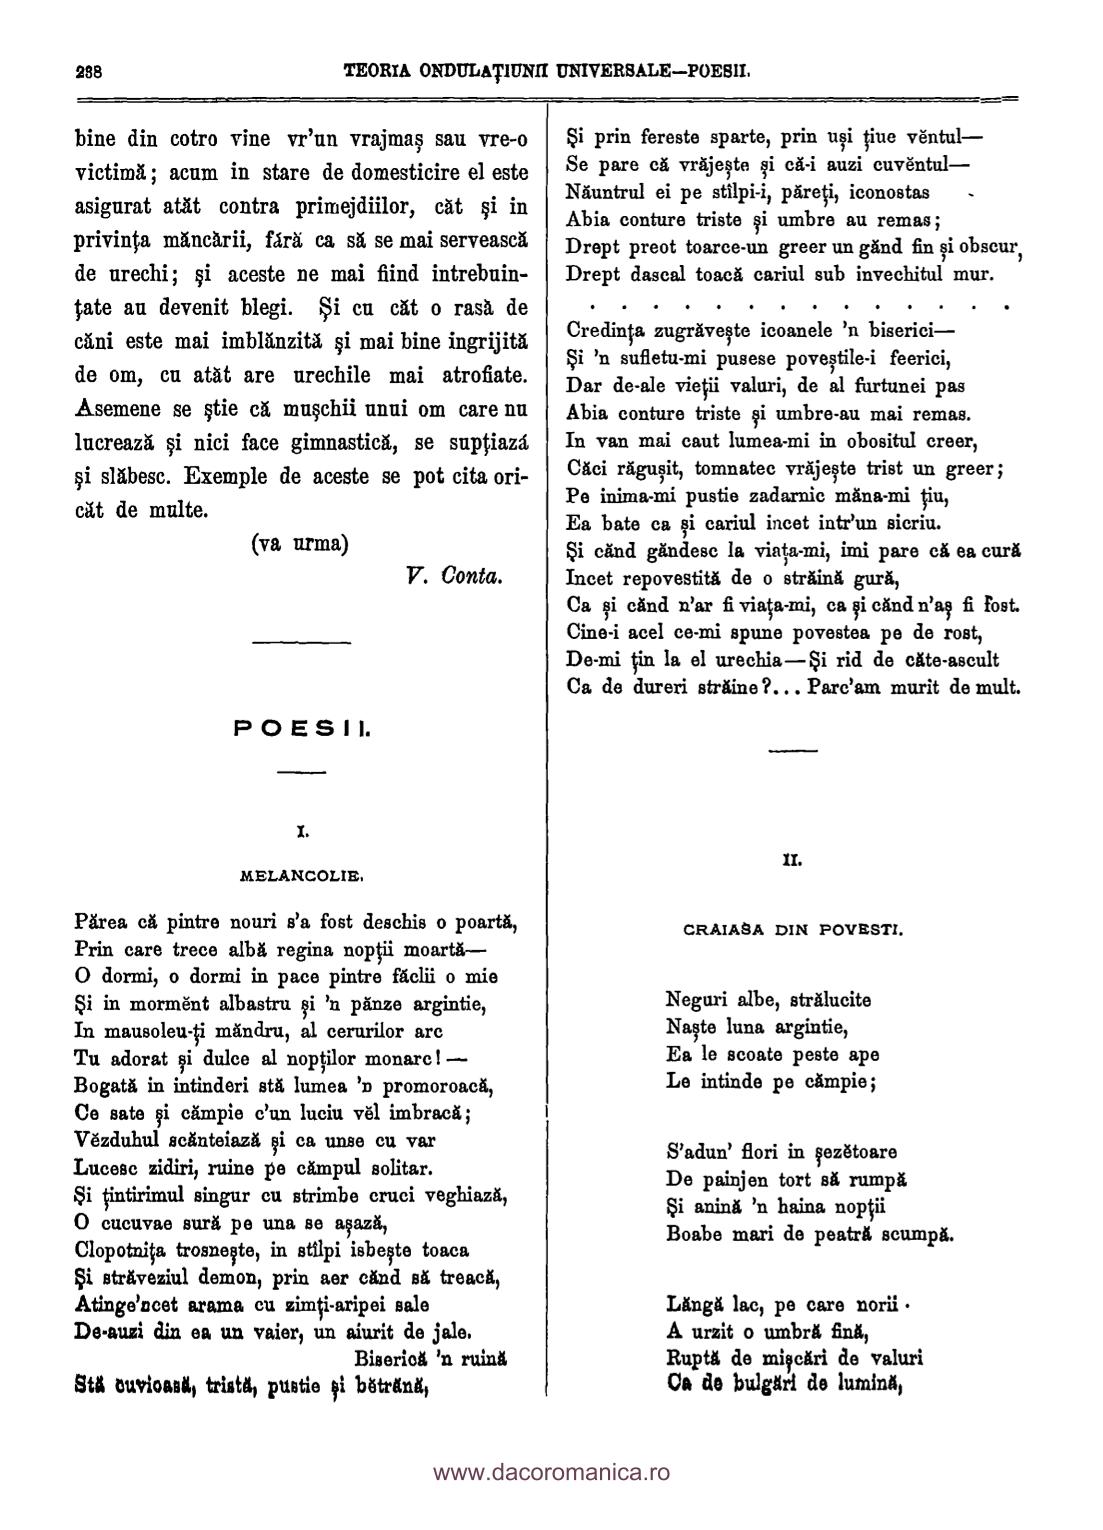 238
TEORIA ONDULAŢIUNII UNIVERSALE—POESII.
bine din cotro vine vr'un vrajmaş sau vre-o
victimă; acum in stare de domesticire el este
asigurat atăt contra primejdiilor, căt şi in
privinţa măncării, fără ca să se mai servească
de urechi; şi aceste ne mai fiind intrebuin-
ţate au devenit blegi. Şi cu căt o rasă de
căni este mai imblănzită şi mai bine ingrijită
de om, cu atăt are urechile mai atrofiate.
Asemene se ştie că muşchii unui om care nu
lucrează şi nici face gimnastică, se supţiază
şi slăbesc. Exemple de aceste se pot cita ori-
căt de multe.
(va urma)
V. Conta.
POESII.
I.
MELANCOLIE.
Părea că pintre nouri s'a fost deschis o poartă,
Prin care trece albă regina nopţii moartă—
O dormi, o dormi in pace pintre făclii o mie
Şi in mormĕnt albastru şi 'n pănze argintie,
In mausoleu-ţi măndru, al cerurilor arc
Tu adorat şi dulce al nopţilor monarc! —
Bogată in intinderi stă lumea 'n promoroacă,
Ce sate şi cămpie c'un luciu vĕl imbracă;
Vĕzduhul scănteiază şi ca unse cu var
Lucesc zidiri, ruine pe cămpul solitar.
Şi ţintirimul singur cu strimbe cruci veghiază,
O cucuvae sură pe una se aşază,
Clopotniţa trosneşte, in stîlpi isbeşte toaca
Şi străveziul demon, prin aer cănd să treacă,
Atinge'ncet arama cu zimţi-aripei sale
De-auzi din ea un vaier, un aiurit de jale.
Biserică 'n ruină
Stă cuvioasă, tristă, pustie şi bĕtrănă,
Şi prin fereste sparte, prin uşi ţiue vĕntul—
Se pare că vrăjeşte şi că-i auzi cuvĕntul—
Năuntrul ei pe stîlpi-i, păreţi, iconostas
Abia conture triste şi umbre au remas;
Drept preot toarce-un greer un gănd fin şi obscur,
Drept dascal toacă cariul sub invechitul mur.
. . . . . . . . . . . . . .
Credinţa zugrăveşte icoanele 'n biserici—
Şi 'n sufletu-mi pusese poveştile-i feerici,
Dar de-ale vieţii valuri, de al furtunei pas
Abia conture triste şi umbre-au mai remas.
In van mai caut lumea-mi in obositul creer,
Căci răguşit, tomnatec vrăjeşte trist un greer;
Pe inima-mi pustie zadarnic măna-mi ţiu,
Ea bate ca şi cariul incet intr'un sicriu.
Şi cănd găndesc la viaţa-mi, imi pare că ea cură
Incet repovestită de o străină gură,
Ca şi cănd n'ar fi viaţa-mi, ca şi cănd n'aş fi fost.
Cine-i acel ce-mi spune povestea pe de rost,
De-mi ţin la el urechia—Şi rid de căte-ascult
Ca de dureri străine?... Parc'am murit de mult.
II.
CRAIASA DIN POVESTI.
Neguri albe, strălucite
Naşte luna argintie,
Ea le scoate peste ape
Le intinde pe cămpie;
S'adun' flori in şezĕtoare
De painjen tort să rumpă
Şi anină 'n haina nopţii
Boabe mari de peatră scumpă.
Lăngă lac, pe care norii
A urzit o umbră fină,
Ruptă de mişcări de valuri
Ca de bulgări de lumină,
www.dacoromanica.ro